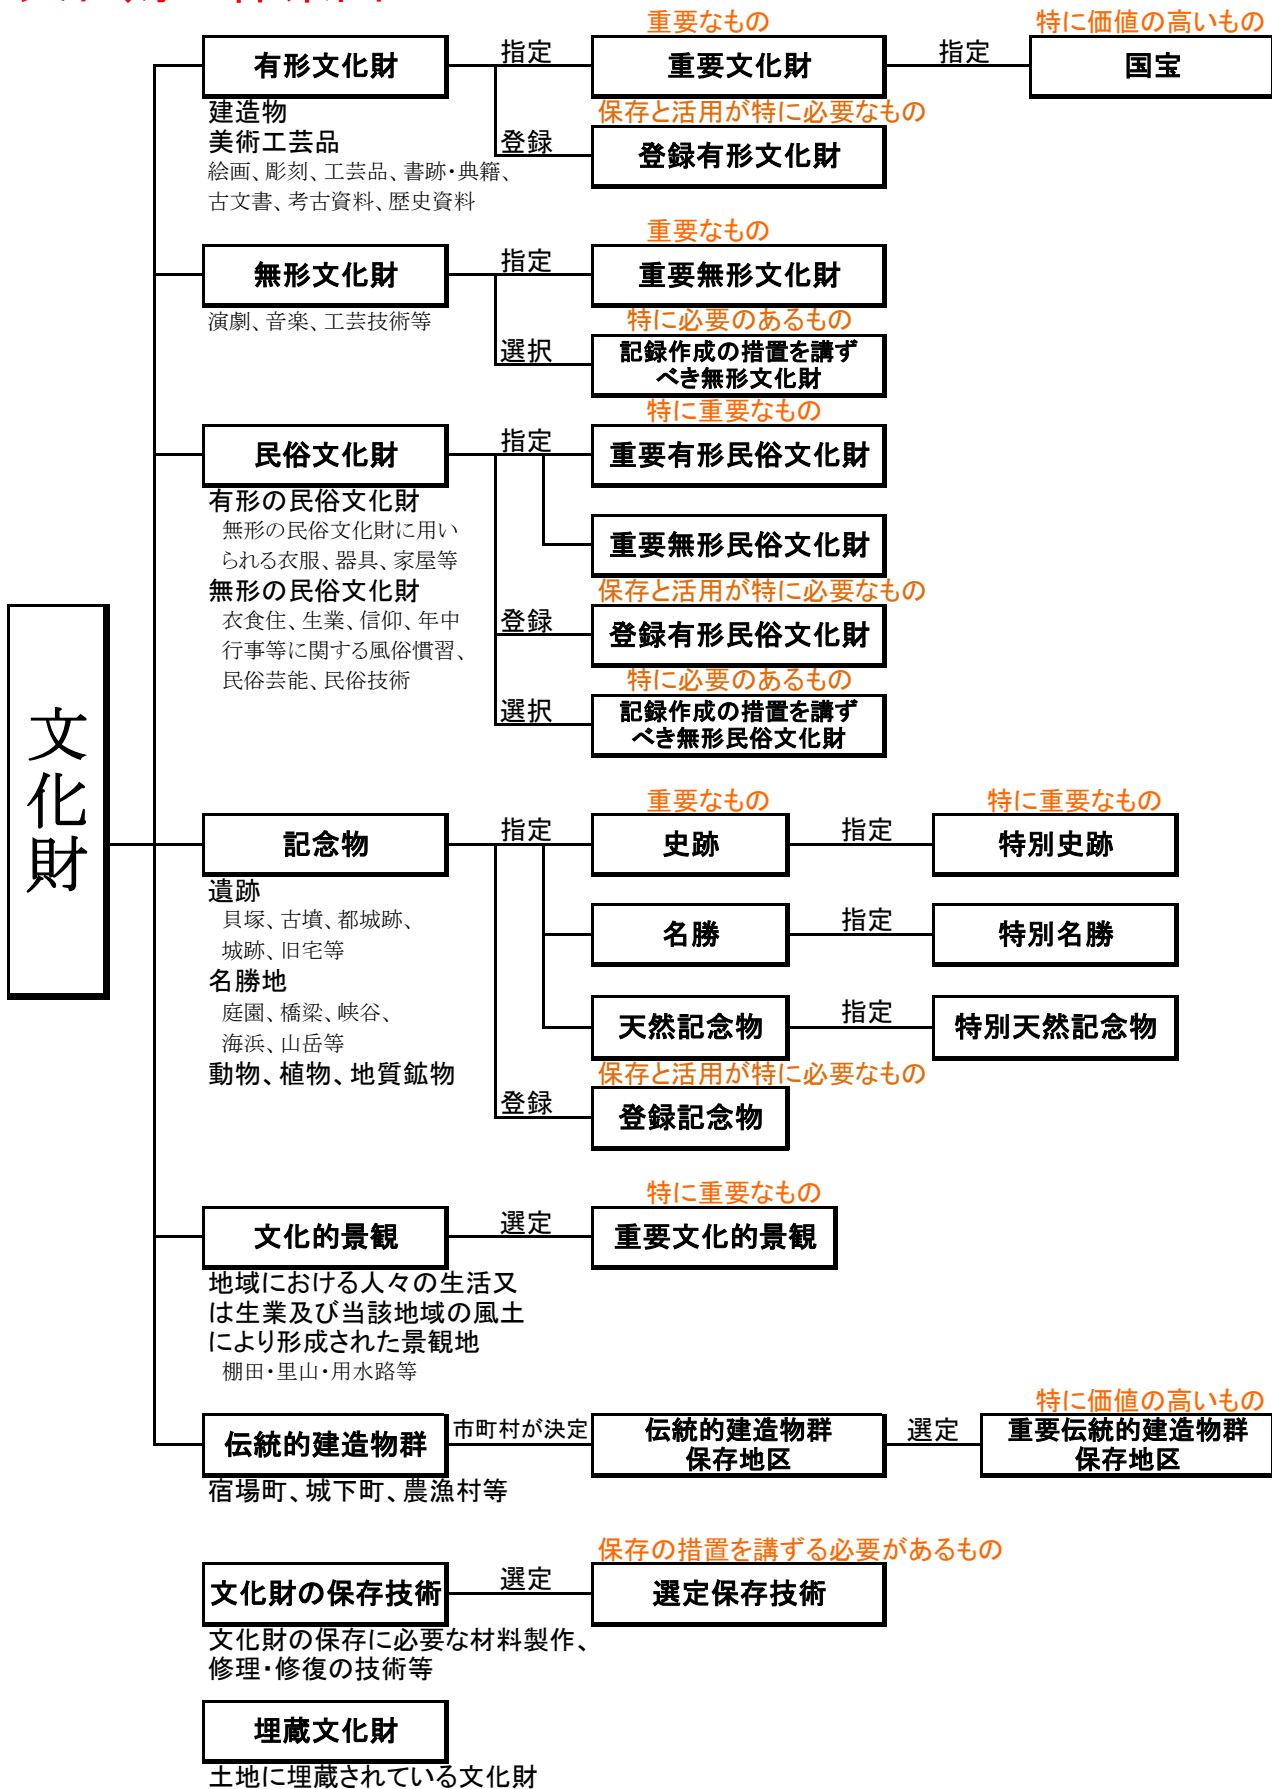 重要なもの
特に価値の高いもの
有形文化財
指定
重要文化財
指定
国宝
建造物
美術工芸品
絵画、彫刻、工芸品、書跡・典籍、
古文書、考古資料、歴史資料
保存と活用が特に必要なもの
登録
登録有形文化財
重要なもの
無形文化財
指定
重要無形文化財
演劇、音楽、工芸技術等
特に必要のあるもの
選択
記録作成の措置を講ず
べき無形文化財
特に重要なもの
民俗文化財
指定
重要有形民俗文化財
有形の民俗文化財
無形の民俗文化財に用い
られる衣服、器具、家屋等
無形の民俗文化財
衣食住、生業、信仰、年中
行事等に関する風俗慣習、
民俗芸能、民俗技術
重要無形民俗文化財
保存と活用が特に必要なもの
登録
登録有形民俗文化財
特に必要のあるもの
選択
記録作成の措置を講ず
べき無形民俗文化財
文化財
重要なもの
特に重要なもの
記念物
指定
史跡
指定
特別史跡
遺跡
貝塚、古墳、都城跡、
城跡、旧宅等
名勝地
庭園、橋梁、峡谷、
海浜、山岳等
動物、植物、地質鉱物
名勝
指定
特別名勝
天然記念物
指定
特別天然記念物
保存と活用が特に必要なもの
登録
登録記念物
特に重要なもの
文化的景観
選定
重要文化的景観
地域における人々の生活又
は生業及び当該地域の風土
により形成された景観地
棚田・里山・用水路等
特に価値の高いもの
伝統的建造物群
市町村が決定
伝統的建造物群
保存地区
選定
重要伝統的建造物群
保存地区
宿場町、城下町、農漁村等
保存の措置を講ずる必要があるもの
文化財の保存技術
選定
選定保存技術
文化財の保存に必要な材料製作、
修理・修復の技術等
埋蔵文化財
土地に埋蔵されている文化財